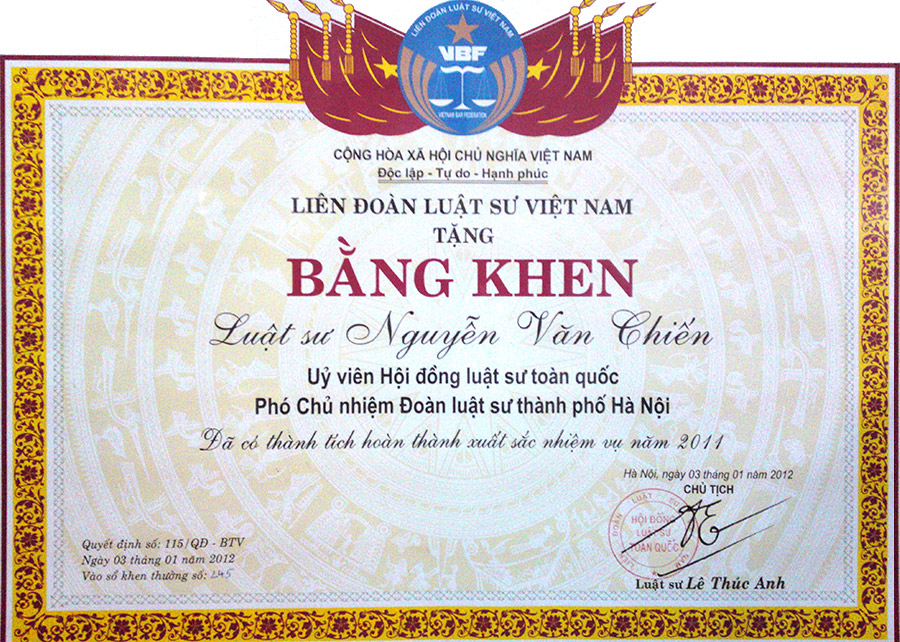 LIÊN ĐOÀN LUẬT SƯ VIỆT NAM
VBF
VIETNAM BAR FEDERATION
CỘNG HÒA XÃ HỘI CHỦ NGHĨA VIỆT NAM
Độc lập - Tự do - Hạnh phúc
LIÊN ĐOÀN LUẬT SƯ VIỆT NAM
TẶNG
BẰNG KHEN
Luật sư Nguyễn Văn Chiến
Uỷ viên Hội đồng luật sư toàn quốc
Phó Chủ nhiệm Đoàn luật sư thành phố Hà Nội
Đã có thành tích hoàn thành xuất sắc nhiệm vụ năm 2011
Hà Nội, ngày 03 tháng 01 năm 2012
CHỦ TỊCH
LIÊN ĐOÀN LUẬT SƯ
HỘI ĐỒNG
LUẬT SƯ
TOÀN QUỐC
Luật sư Lê Thúc Anh
Quyết định số: 115/QĐ - BTV
Ngày 03 tháng 01 năm 2012
Vào sổ khen thưởng số: